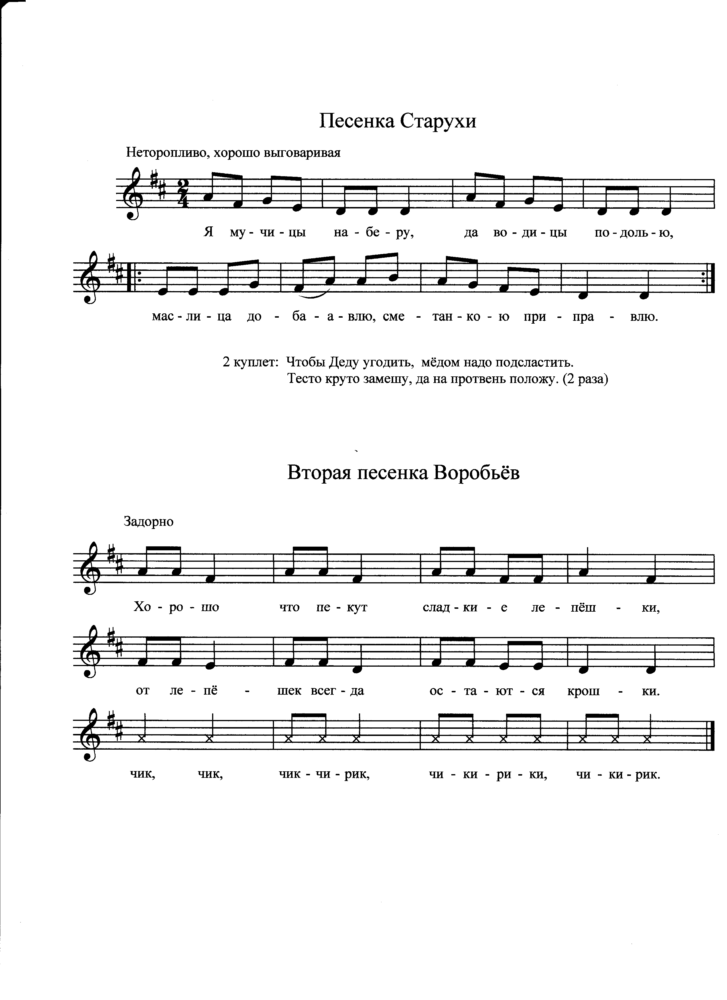 Песенка Старухи
Неторопливо, хорошо выговаривая
2
4
Я му - чи - цы на - бе - ру, да во - ди - цы по - доль - ю,
мас - ли - ца до - ба - а - влю, сме - тан - ко - ю при - пра - влю.
2 куплет: Чтобы Деду угодить, мёдом надо подсластить.
Тесто круто замешу, да на протвень положу. (2 раза)
Вторая песенка Воробьёв
Задорно
Хо - ро - шо что пе - кут слад - ки - е ле - пёш - ки,
от ле - пё - шек всег - да ос - та - ют - ся крош - ки.
чик, чик, чик - чи - рик, чи - ки - ри - ки, чи - ки - рик.